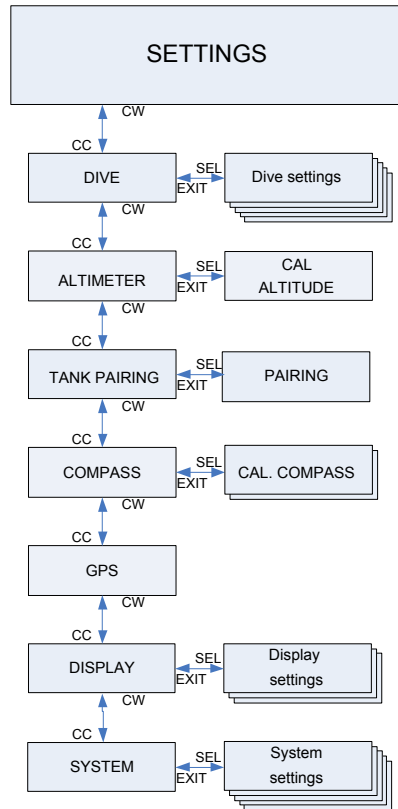 SETTINGS
CW
CC
DIVE
SEL
EXIT
Dive settings
CW
CC
ALTIMETER
SEL
EXIT
CAL
ALTITUDE
CW
CC
TANK PAIRING
SEL
EXIT
PAIRING
CW
CC
COMPASS
SEL
EXIT
CAL. COMPASS
CW
CC
GPS
CW
CC
DISPLAY
SEL
EXIT
Display
settings
CW
CC
SYSTEM
SEL
EXIT
System
settings